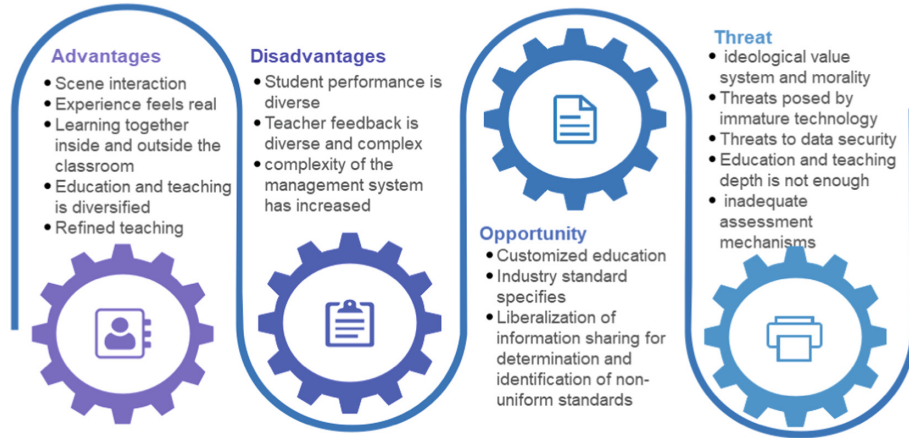 Advantages
• Scene interaction
• Experience feels real
• Learning together
inside and outside the
classroom
• Education and teaching
is diversified
• Refined teaching
Disadvantages
• Student performance is
diverse
• Teacher feedback is
diverse and complex
• complexity of the
management system
has increased
Opportunity
• Customized education
• Industry standard
specifies
• Liberalization of
information sharing for
determination and
identification of non-
uniform standards
Threat
• ideological value
system and morality
• Threats posed by
immature technology
• Threats to data security
• Education and teaching
depth is not enough
• inadequate
assessment
mechanisms